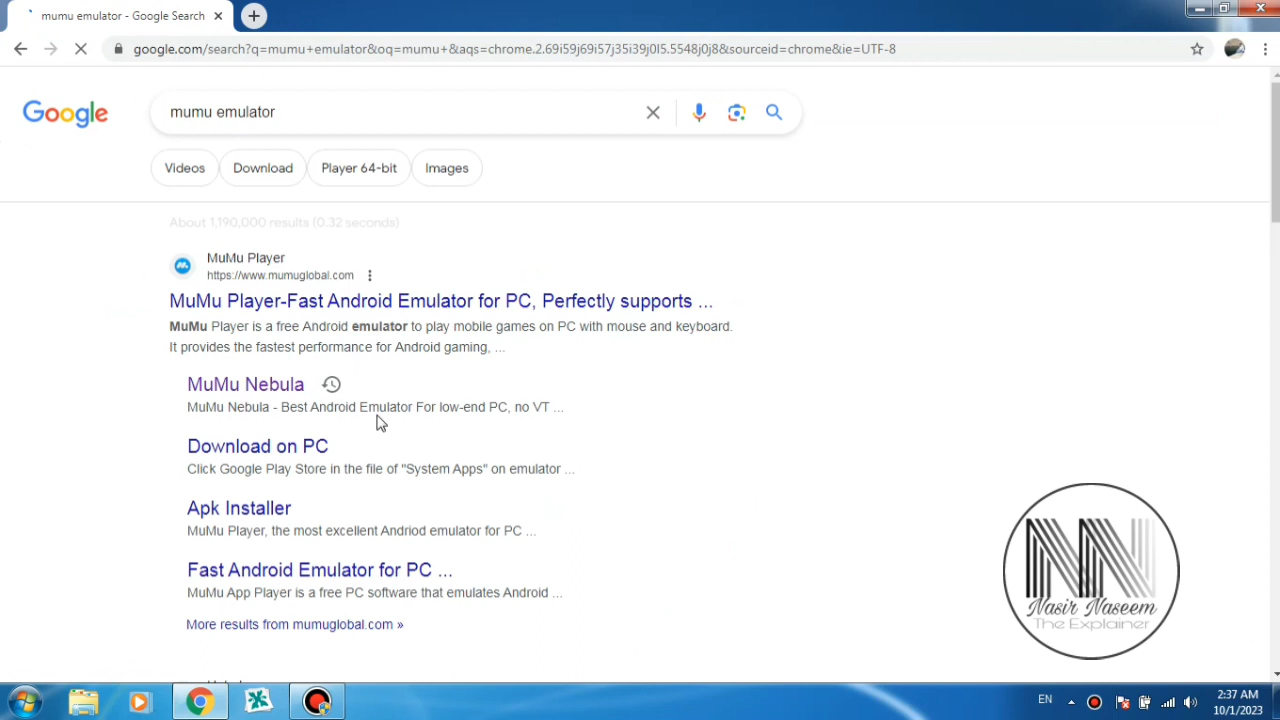 mumu emulator - Google Search
google.com/search?q=mumu+emulator&oq=mumu+&aqs=chrome.2.69i59j69i57j35i39j0l5.5548j0j8&sourceid=chrome&ie=UTF-8
Google
mumu emulator
Videos
Download
Player 64-bit
Images
About 1,190,000 results (0.32 seconds)
MuMu Player
https://www.mumuglobal.com
MuMu Player-Fast Android Emulator for PC, Perfectly supports ...
MuMu Player is a free Android emulator to play mobile games on PC with mouse and keyboard.
It provides the fastest performance for Android gaming, ...
MuMu Nebula
MuMu Nebula - Best Android Emulator For low-end PC, no VT ...
Download on PC
Click Google Play Store in the file of "System Apps" on emulator ...
Apk Installer
MuMu Player, the most excellent Andriod emulator for PC ...
Fast Android Emulator for PC ...
MuMu App Player is a free PC software that emulates Android ...
More results from mumuglobal.com »
NN
Nasir Naseem
The Explainer
EN
2:37 AM
10/1/2023